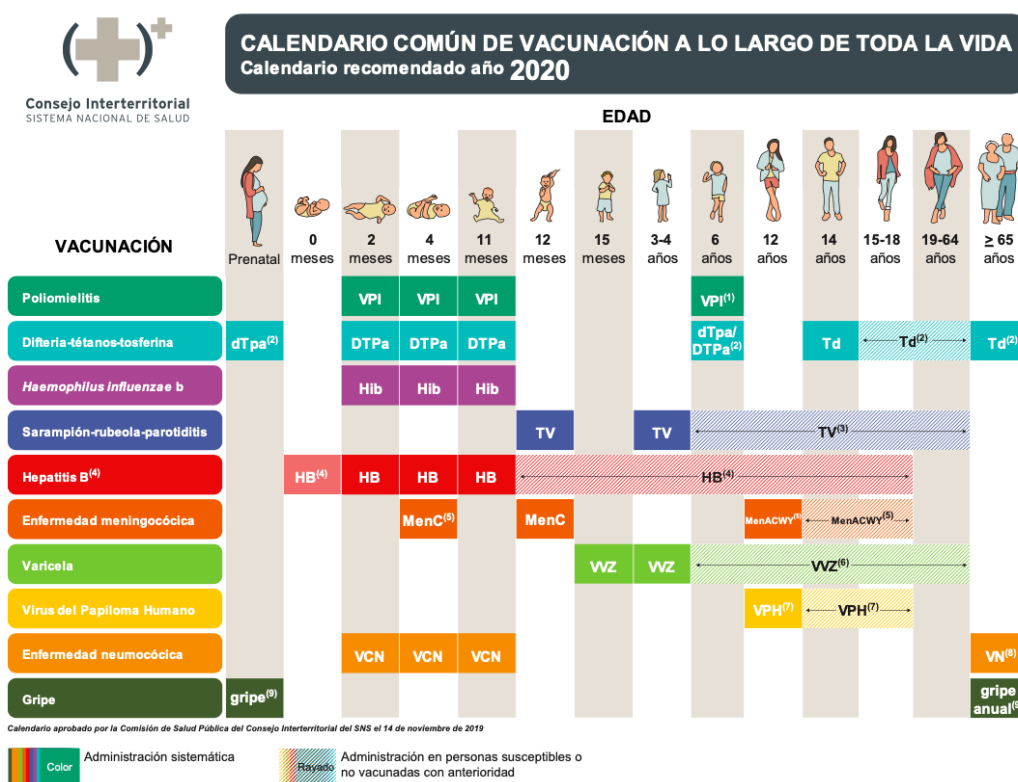 CALENDARIO COMÚN DE VACUNACIÓN A LO LARGO DE TODA LA VIDA
Calendario recomendado año 2020
Consejo Interterritorial
SISTEMA NACIONAL DE SALUD
EDAD
VACUNACIÓN
Prenatal
0 meses
2 meses
4 meses
11 meses
12 meses
15 meses
3-4 años
6 años
12 años
14 años
15-18 años
19-64 años
≥ 65 años
Poliomielitis VPI VPI VPI VPI(1)
Difteria-tétanos-tosferina dTpa(2) DTPa DTPa DTPa dTpa/ DTPa(2) Td Td(2) Td(2)
Haemophilus influenzae b Hib Hib Hib
Sarampión-rubeola-parotiditis TV TV TV(3)
Hepatitis B(4) HB(4) HB HB HB HB(4)
Enfermedad meningocócica MenC(5) MenC MenACWY(5) MenACWY(5)
Varicela VVZ VVZ VVZ(6)
Virus del Papiloma Humano VPH(7) VPH(7)
Enfermedad neumocócica VCN VCN VCN VN(8)
Gripe gripe(9) gripe anual(9
Calendario aprobado por la Comisión de Salud Pública del Consejo Interterritorial del SNS el 14 de noviembre de 2019
Color Administración sistemática
Rayado Administración en personas susceptibles o
no vacunadas con anterioridad